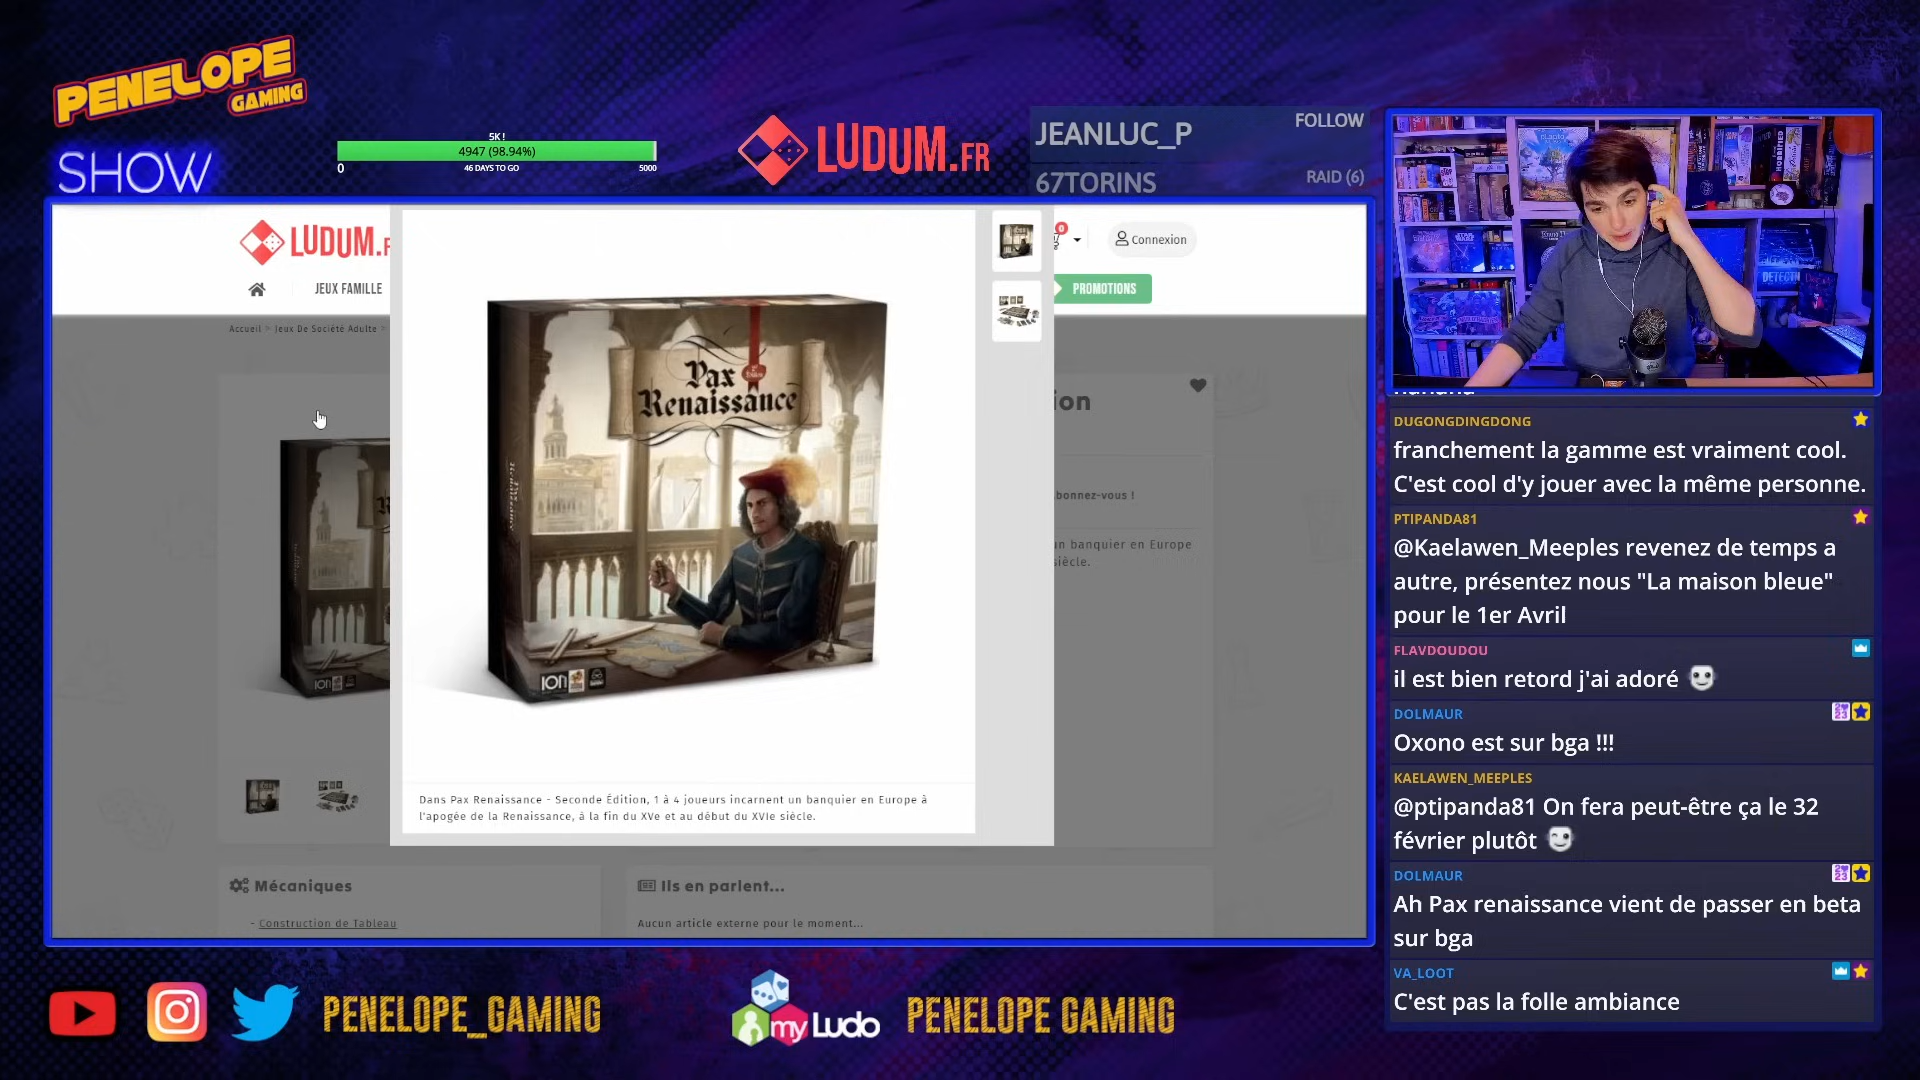 PENELOPE
GAMING
SHOW
5K !
4947 (98.94%)
0
46 DAYS TO GO
5000
LUDUM.FR
JEANLUC_P
FOLLOW
67TORINS
RAID (6)
LUDUM.F
JEUX FAMILLE
0
Connexion
PROMOTIONS
Accueil > Jeux De Société Adulte >
Pax
Renaissance
ION
ion
bonnez-vous !
un banquier en Europe
siècle.
Dans Pax Renaissance - Seconde Édition, 1 à 4 joueurs incarnent un banquier en Europe à
l'apogée de la Renaissance, à la fin du XVe et au début du XVIe siècle.
Mécaniques
- Construction de Tableau
Ils en parlent...
Aucun article externe pour le moment...
DUGONGDINGDONG
franchement la gamme est vraiment cool.
C'est cool d'y jouer avec la même personne.
PTIPANDA81
@Kaelawen_Meeples revenez de temps a
autre, présentez nous "La maison bleue"
pour le 1er Avril
FLAVDOUDOU
il est bien retord j'ai adoré
DOLMAUR
Oxono est sur bga !!!
KAELAWEN_MEEPLES
@ptipanda81 On fera peut-être ça le 32
février plutôt
DOLMAUR
Ah Pax renaissance vient de passer en beta
sur bga
VA_LOOT
C'est pas la folle ambiance
PENELOPE_GAMING
myLudo
PENELOPE GAMING